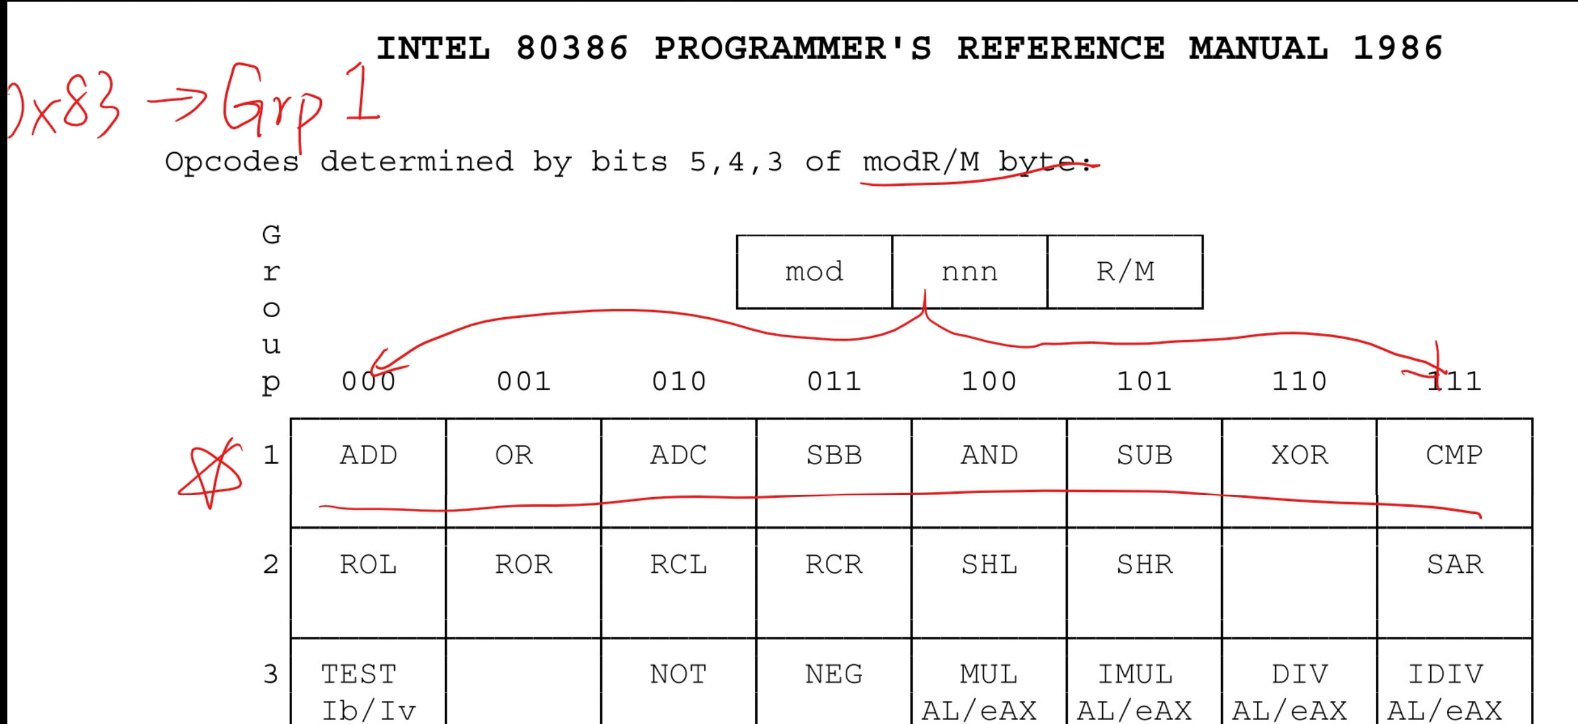 INTEL 80386 PROGRAMMER'S REFERENCE MANUAL 1986
0x83 → Grp 1
Opcodes determined by bits 5,4,3 of modR/M byte:
Group
mod nnn R/M
000 001 010 011 100 101 110 111
1 ADD OR ADC SBB AND SUB XOR CMP
2 ROL ROR RCL RCR SHL SHR SAR
3 TEST NOT NEG MUL IMUL DIV IDIV
Ib/Iv AL/eAX AL/eAX AL/eAX AL/eAX